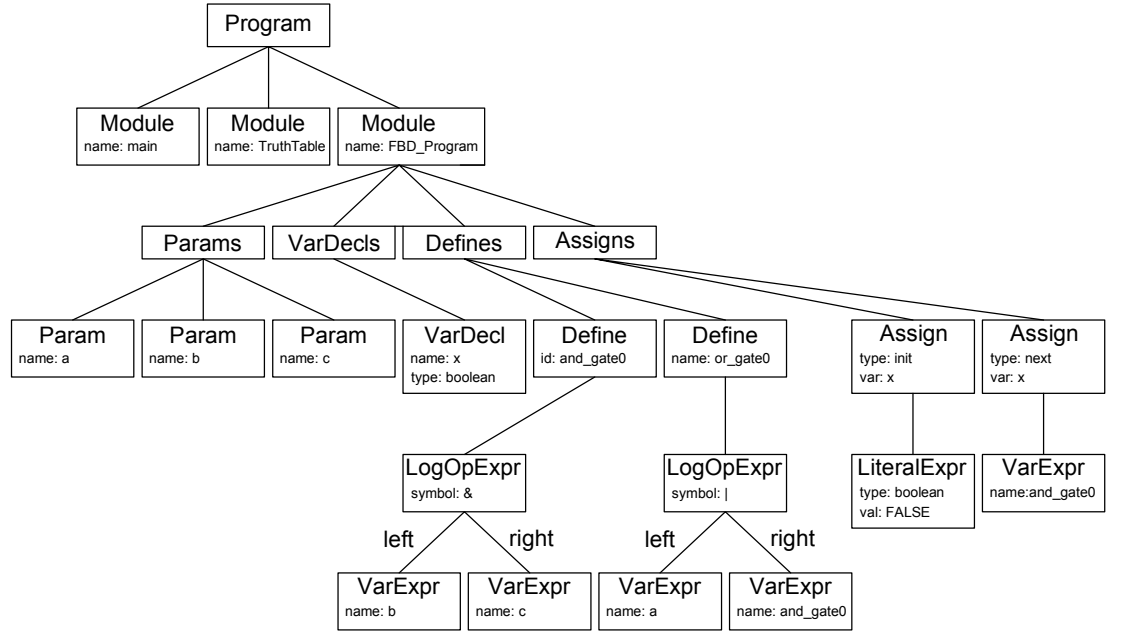 Program
Module
name: main
Module
name: TruthTable
Module
name: FBD_Program
Params
VarDecls
Defines
Assigns
Param
name: a
Param
name: b
Param
name: c
VarDecl
name: x
type: boolean
Define
id: and_gate0
Define
name: or_gate0
Assign
type: init
var: x
Assign
type: next
var: x
LogOpExpr
symbol: &
LogOpExpr
symbol: |
LiteralExpr
type: boolean
val: FALSE
VarExpr
name:and_gate0
left
right
left
right
VarExpr
name: b
VarExpr
name: c
VarExpr
name: a
VarExpr
name: and_gate0